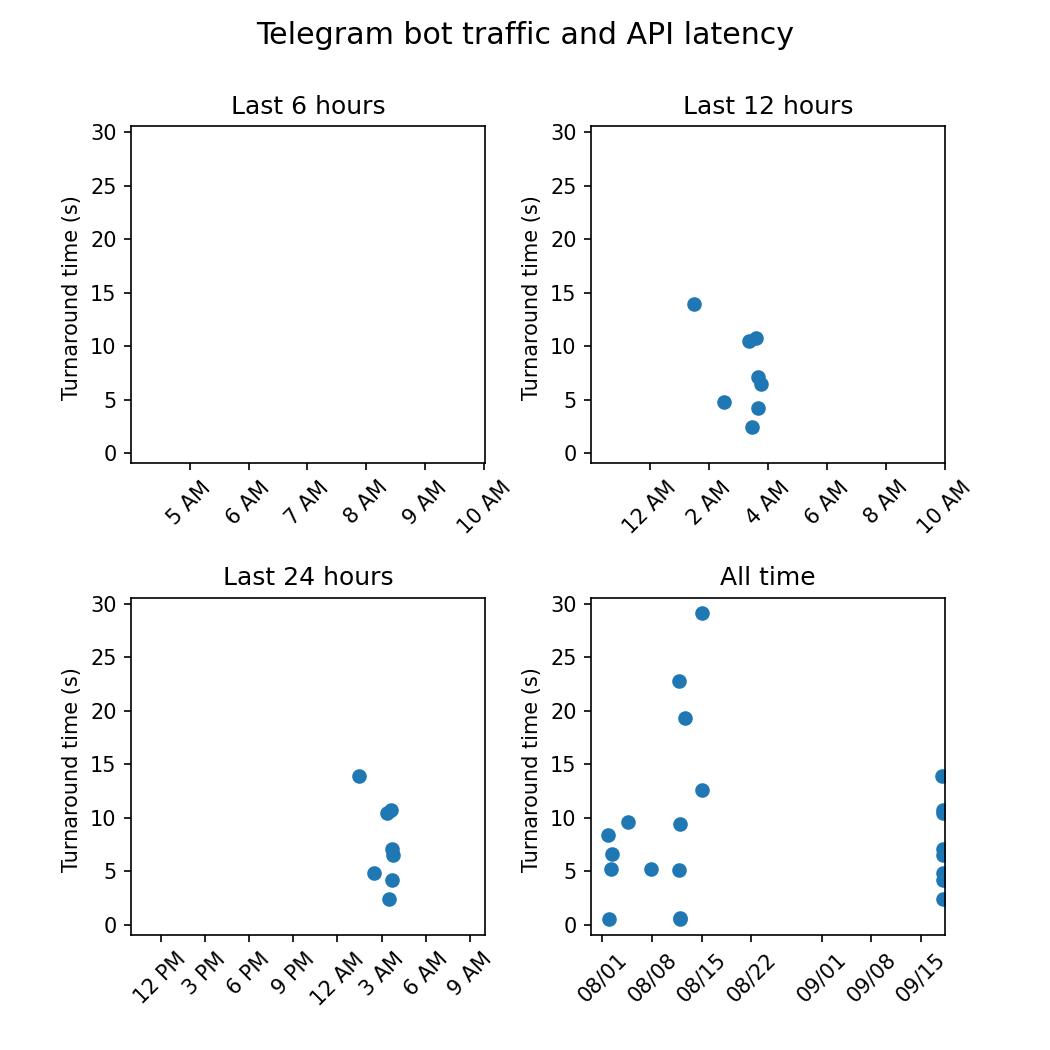 Telegram bot traffic and API latency
Last 6 hours
Turnaround time (s)
30
25
20
15
10
5
0
5 AM
6 AM
7 AM
8 AM
9 AM
10 AM
Last 12 hours
Turnaround time (s)
30
25
20
15
10
5
0
12 AM
2 AM
4 AM
6 AM
8 AM
10 AM
Last 24 hours
Turnaround time (s)
30
25
20
15
10
5
0
12 PM
3 PM
6 PM
9 PM
12 AM
3 AM
6 AM
9 AM
All time
Turnaround time (s)
30
25
20
15
10
5
0
08/01
08/08
08/15
08/22
09/01
09/08
09/15